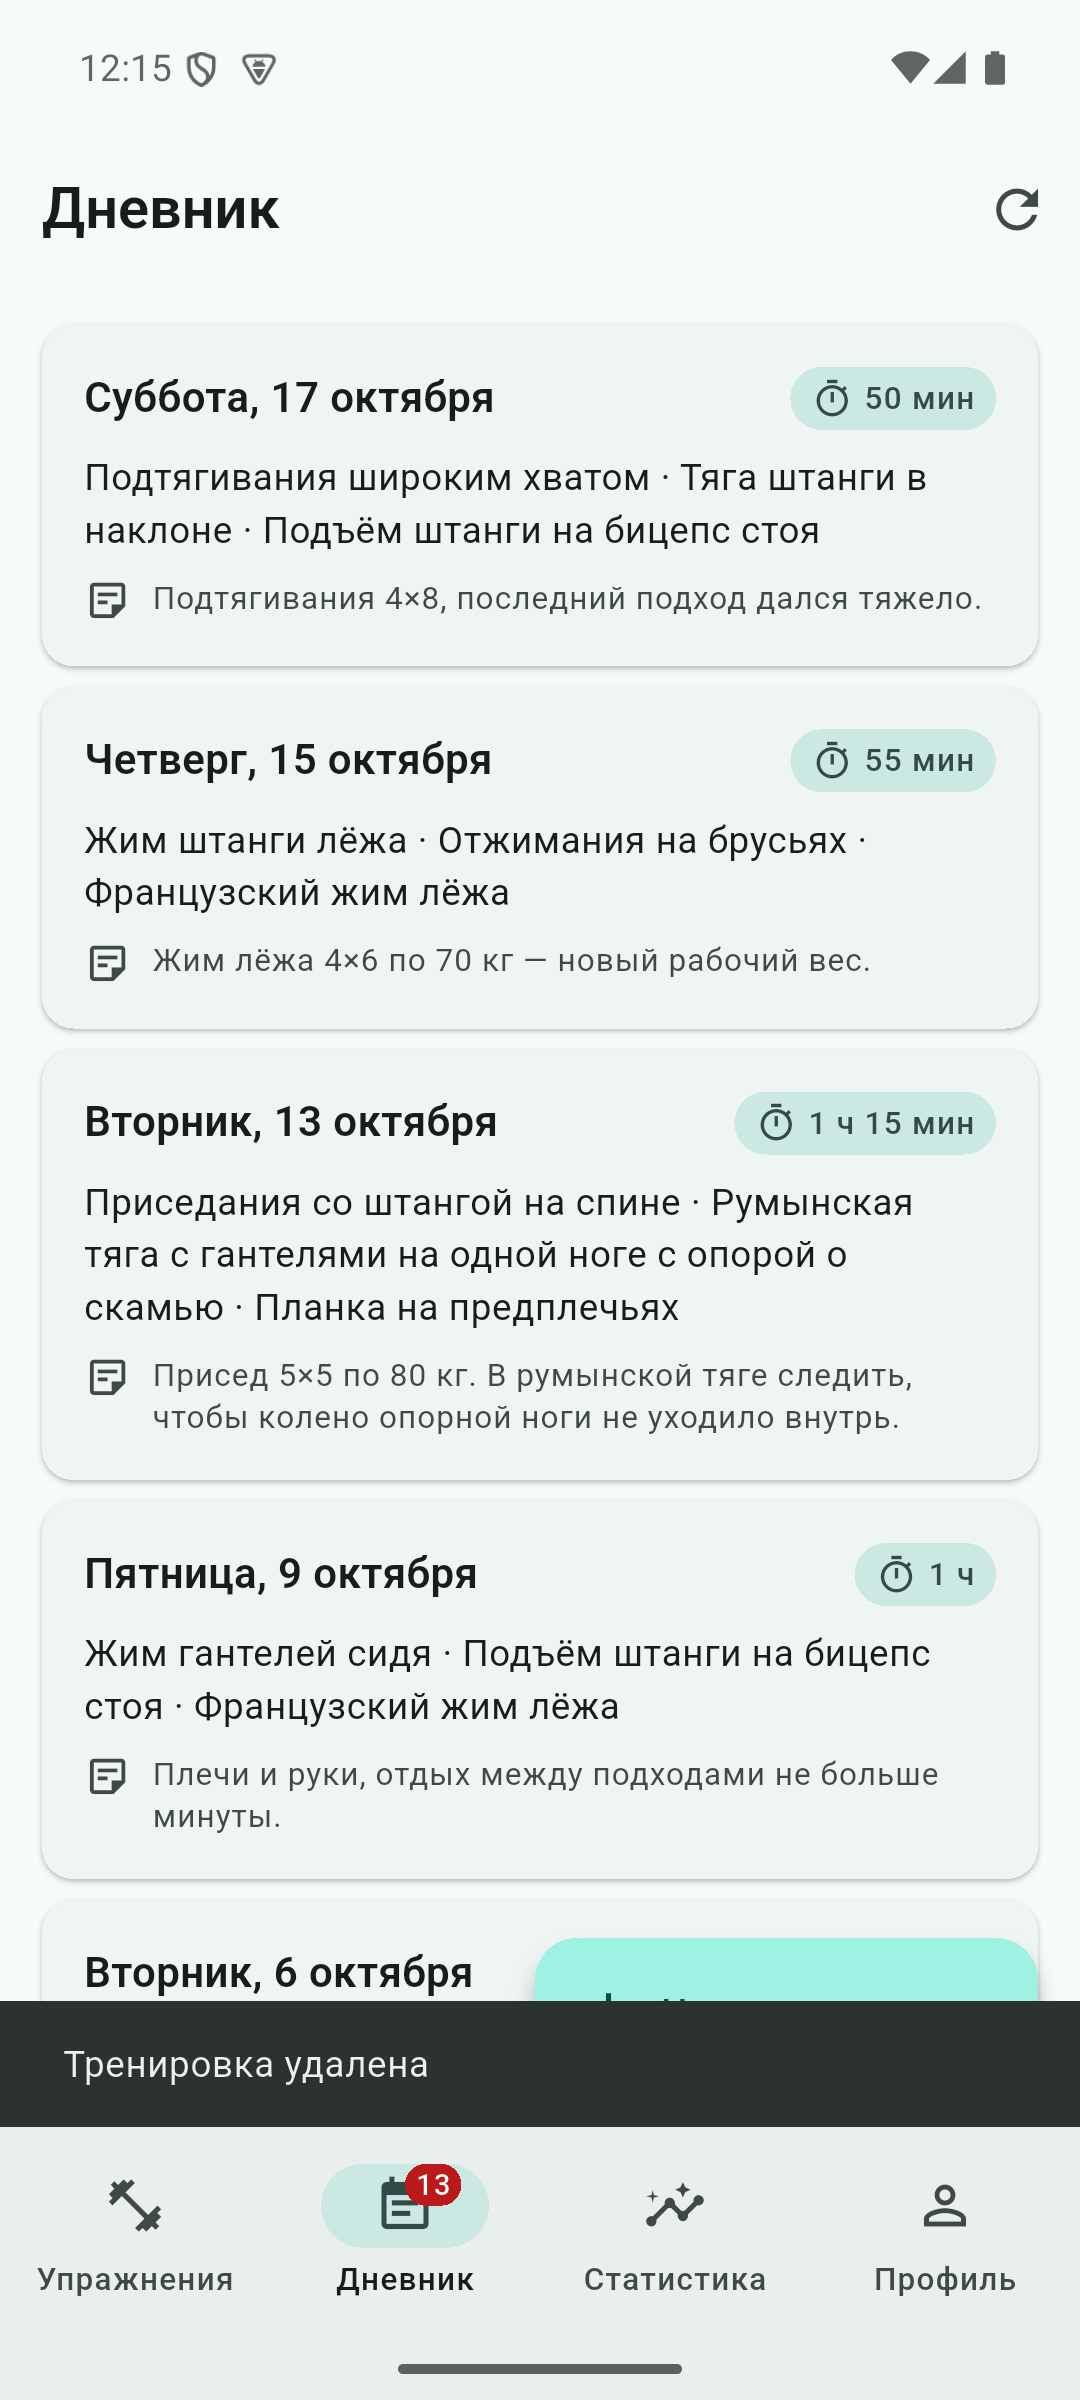 12:15
Дневник
Суббота, 17 октября
50 мин
Подтягивания широким хватом · Тяга штанги в
наклоне · Подъём штанги на бицепс стоя
Подтягивания 4×8, последний подход дался тяжело.
Четверг, 15 октября
55 мин
Жим штанги лёжа · Отжимания на брусьях ·
Французский жим лёжа
Жим лёжа 4×6 по 70 кг — новый рабочий вес.
Вторник, 13 октября
1 ч 15 мин
Приседания со штангой на спине · Румынская
тяга с гантелями на одной ноге с опорой о
скамью · Планка на предплечьях
Присед 5×5 по 80 кг. В румынской тяге следить,
чтобы колено опорной ноги не уходило внутрь.
Пятница, 9 октября
1 ч
Жим гантелей сидя · Подъём штанги на бицепс
стоя · Французский жим лёжа
Плечи и руки, отдых между подходами не больше
минуты.
Вторник, 6 октября
Тренировка удалена
13
Упражнения
Дневник
Статистика
Профиль